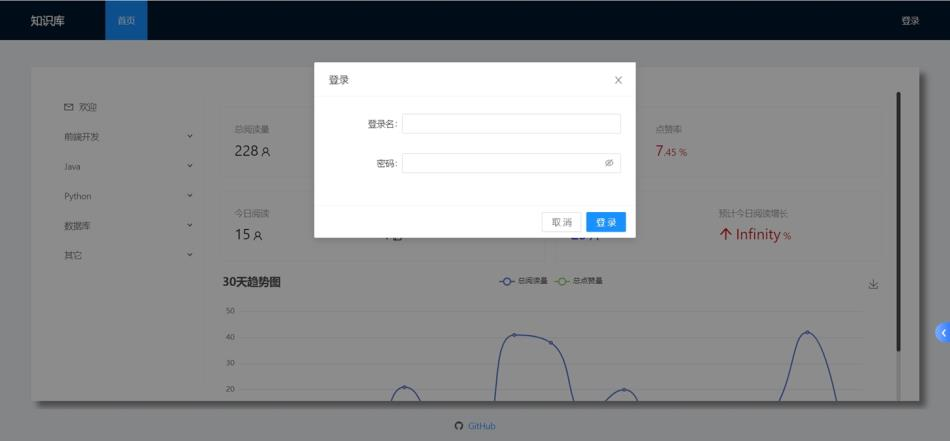 知识库
首页
登录
登录
登录名:
密码:
取 消
登 录
欢迎
前端开发
Java
Python
数据库
其它
总阅读量
228
点赞率
7.45 %
今日阅读
15
预计今日阅读增长
Infinity %
30天趋势图
总阅读量
总点赞量
50
40
30
20
GitHub